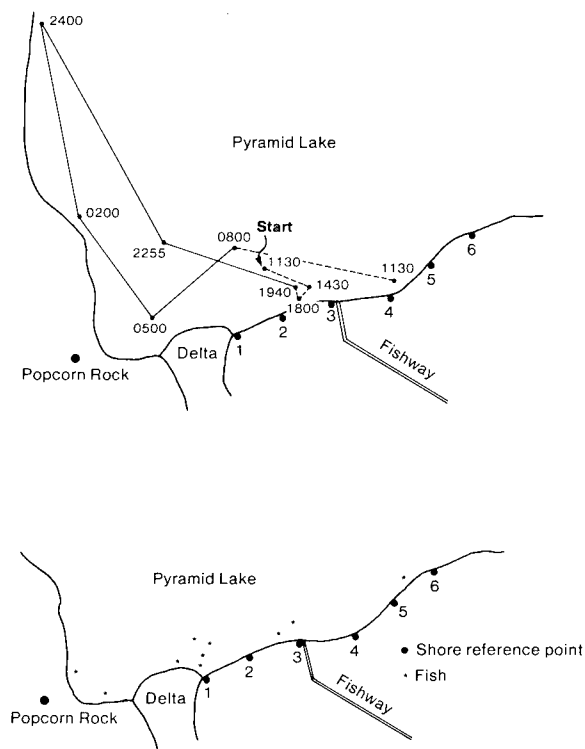 2400
Pyramid Lake
0200
0800
Start
2255
1130
1130
1940
1430
1800
0500
1
2
3
4
5
6
Delta
Popcorn Rock
Fishway
Pyramid Lake
1
2
3
4
5
6
Shore reference point
Fish
Delta
Popcorn Rock
Fishway